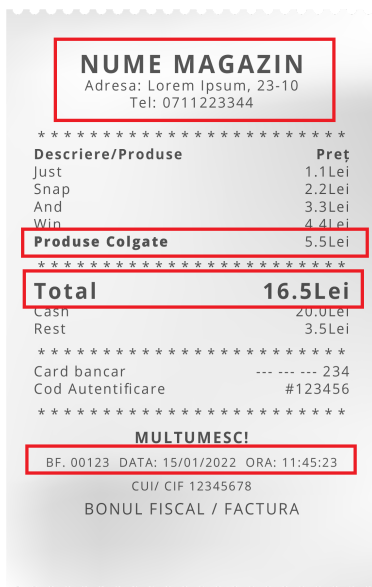 NUME MAGAZIN
Adresa: Lorem Ipsum, 23-10
Tel: 0711223344
* * * * * * * * * * * * * * * * * * * * * * * *
Descriere/Produse Preț
Just 1.1Lei
Snap 2.2Lei
And 3.3Lei
Win 4.4Lei
Produse Colgate 5.5Lei
* * * * * * * * * * * * * * * * * * * * * * * *
Total 16.5Lei
Cash 20.0Lei
Rest 3.5Lei
* * * * * * * * * * * * * * * * * * * * * * * *
Card bancar --- --- --- 234
Cod Autentificare #123456
* * * * * * * * * * * * * * * * * * * * * * * *
MULTUMESC!
BF. 00123 DATA: 15/01/2022 ORA: 11:45:23
CUI/ CIF 12345678
BONUL FISCAL / FACTURA